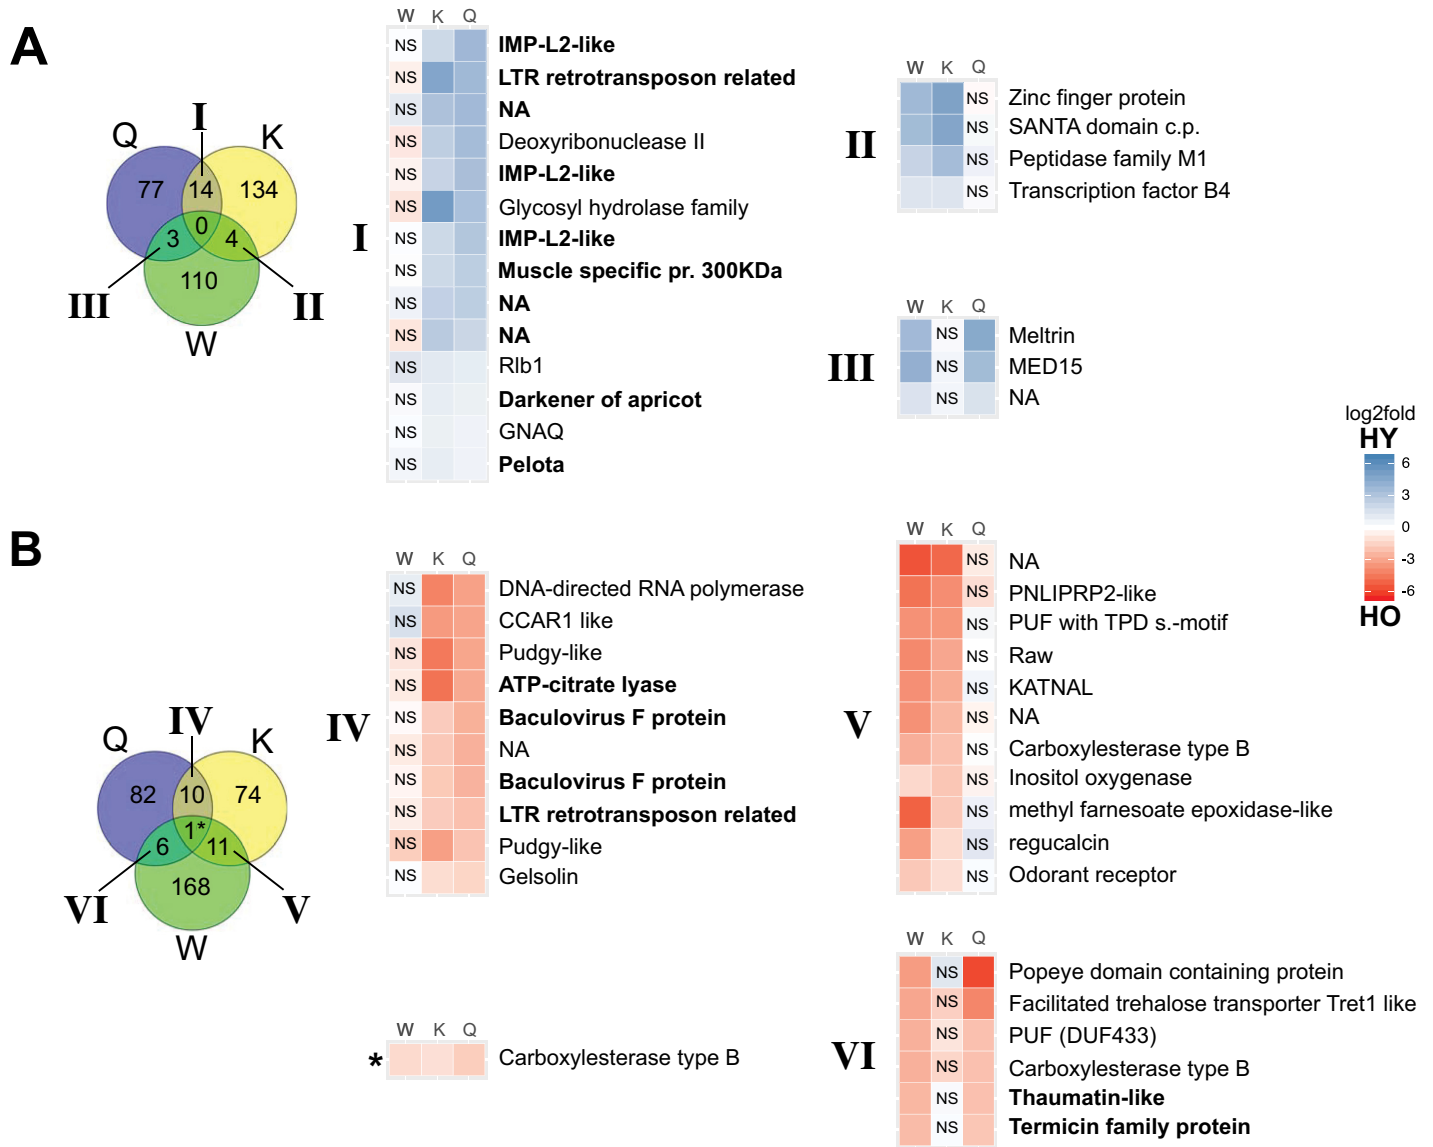 A
Q
I
K
77
14
134
0
3
4
110
III
II
W
I
W K Q
NS IMP-L2-like
NS LTR retrotransposon related
NS NA
NS Deoxyribonuclease II
NS IMP-L2-like
NS Glycosyl hydrolase family
NS IMP-L2-like
NS Muscle specific pr. 300KDa
NS NA
NS NA
NS Rlb1
NS Darkener of apricot
NS GNAQ
NS Pelota
II
W K Q
NS Zinc finger protein
NS SANTA domain c.p.
NS Peptidase family M1
NS Transcription factor B4
III
W K Q
NS Meltrin
NS MED15
NS NA
log2fold
HY
6
3
0
-3
-6
HO
B
Q
IV
K
82
10
74
1*
6
11
168
VI
V
W
IV
W K Q
NS DNA-directed RNA polymerase
NS CCAR1 like
NS Pudgy-like
NS ATP-citrate lyase
NS Baculovirus F protein
NS NA
NS Baculovirus F protein
NS LTR retrotransposon related
NS Pudgy-like
NS Gelsolin
V
W K Q
NS NA
NS PNLIPRP2-like
NS PUF with TPD s.-motif
NS Raw
NS KATNAL
NS NA
NS Carboxylesterase type B
NS Inositol oxygenase
NS methyl farnesoate epoxidase-like
NS regucalcin
NS Odorant receptor
W K Q
* Carboxylesterase type B
VI
W K Q
NS Popeye domain containing protein
NS Facilitated trehalose transporter Tret1 like
NS PUF (DUF433)
NS Carboxylesterase type B
NS Thaumatin-like
NS Termicin family protein